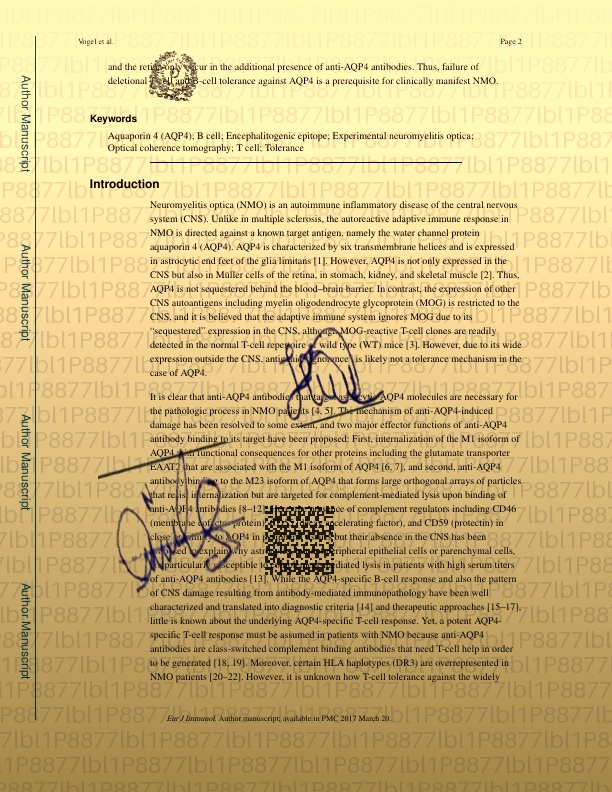 Vogel et al. Page 2
and the retina only occur in the additional presence of anti-AQP4 antibodies. Thus, failure of
deletional T-cell and B-cell tolerance against AQP4 is a prerequisite for clinically manifest NMO.
Keywords
Aquaporin 4 (AQP4); B cell; Encephalitogenic epitope; Experimental neuromyelitis optica;
Optical coherence tomography; T cell; Tolerance
Introduction
Neuromyelitis optica (NMO) is an autoimmune inflammatory disease of the central nervous
system (CNS). Unlike in multiple sclerosis, the autoreactive adaptive immune response in
NMO is directed against a known target antigen, namely the water channel protein
aquaporin 4 (AQP4). AQP4 is characterized by six transmembrane helices and is expressed
in astrocytic end feet of the glia limitans [1]. However, AQP4 is not only expressed in the
CNS but also in Müller cells of the retina, in stomach, kidney, and skeletal muscle [2]. Thus,
AQP4 is not sequestered behind the blood–brain barrier. In contrast, the expression of other
CNS autoantigens including myelin oligodendrocyte glycoprotein (MOG) is restricted to the
CNS, and it is believed that the adaptive immune system ignores MOG due to its
“sequestered” expression in the CNS, although MOG-reactive T-cell clones are readily
detected in the normal T-cell repertoire of wild type (WT) mice [3]. However, due to its wide
expression outside the CNS, antigenic “ignorance” is likely not a tolerance mechanism in the
case of AQP4.
It is clear that anti-AQP4 antibodies that target astrocytic AQP4 molecules are necessary for
the pathologic process in NMO patients [4, 5]. The mechanism of anti-AQP4-induced
damage has been resolved to some extent, and two major effector functions of anti-AQP4
antibody binding to its target have been proposed: First, internalization of the M1 isoform of
AQP4 with functional consequences for other proteins including the glutamate transporter
EAAT2 that are associated with the M1 isoform of AQP4 [6, 7], and second, anti-AQP4
antibody binding to the M23 isoform of AQP4 that forms large orthogonal arrays of particles
that resist internalization but are targeted for complement-mediated lysis upon binding of
anti-AQP4 antibodies [8–12]. The presence of complement regulators including CD46
(membrane cofactor protein), accelerating factor), and CD59 (protectin) in
close proximity to AQP4 in but their absence in the CNS has been
explain why peripheral epithelial cells or parenchymal cells,
particularly susceptible to mediated lysis in patients with high serum titers
of anti-AQP4 antibodies [13]. While the AQP4-specific B-cell response and also the pattern
of CNS damage resulting from antibody-mediated immunopathology have been well
characterized and translated into diagnostic criteria [14] and therapeutic approaches [15–17],
little is known about the underlying AQP4-specific T-cell response. Yet, a potent AQP4-
specific T-cell response must be assumed in patients with NMO because anti-AQP4
antibodies are class-switched complement binding antibodies that need T-cell help in order
to be generated [18, 19]. Moreover, certain HLA haplotypes (DR3) are overrepresented in
NMO patients [20–22]. However, it is unknown how T-cell tolerance against the widely
Eur J Immunol. Author manuscript; available in PMC 2017 March 20.
Author Manuscript
Author Manuscript
Author Manuscript
Author Manuscript